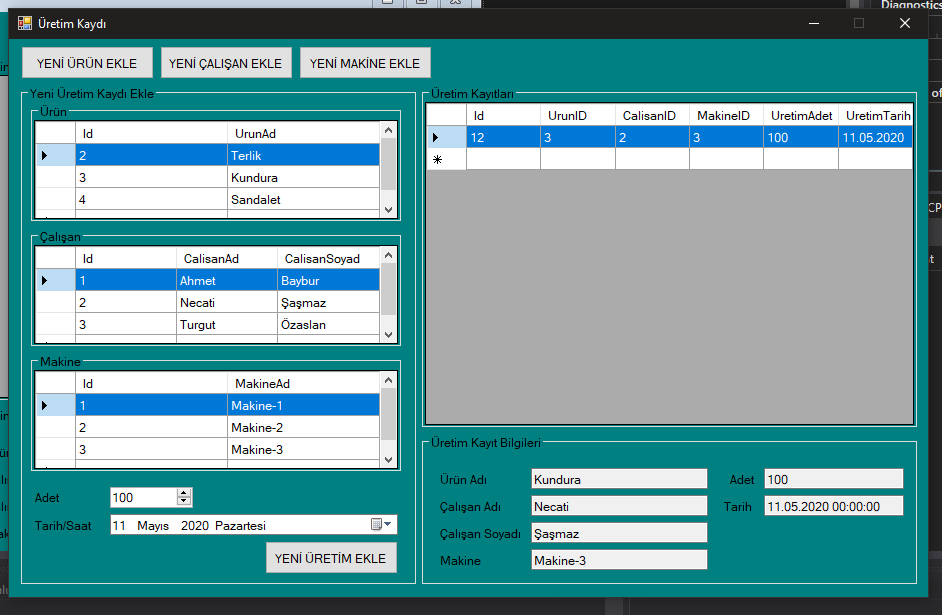 Diagnostics
Üretim Kaydı
YENİ ÜRÜN EKLE YENİ ÇALIŞAN EKLE YENİ MAKİNE EKLE
Yeni Üretim Kaydı Ekle
Ürün
Id UrunAd
2 Terlik
3 Kundura
4 Sandalet
Çalışan
Id CalisanAd CalisanSoyad
1 Ahmet Baybur
2 Necati Şaşmaz
3 Turgut Özaslan
Makine
Id MakineAd
1 Makine-1
2 Makine-2
3 Makine-3
Adet 100
Tarih/Saat 11 Mayıs 2020 Pazartesi
YENİ ÜRETİM EKLE
Üretim Kayıtları
Id UrunID CalisanID MakineID UretimAdet UretimTarih
12 3 2 3 100 11.05.2020
Üretim Kayıt Bilgileri
Ürün Adı Kundura Adet 100
Çalışan Adı Necati Tarih 11.05.2020 00:00:00
Çalışan Soyadı Şaşmaz
Makine Makine-3